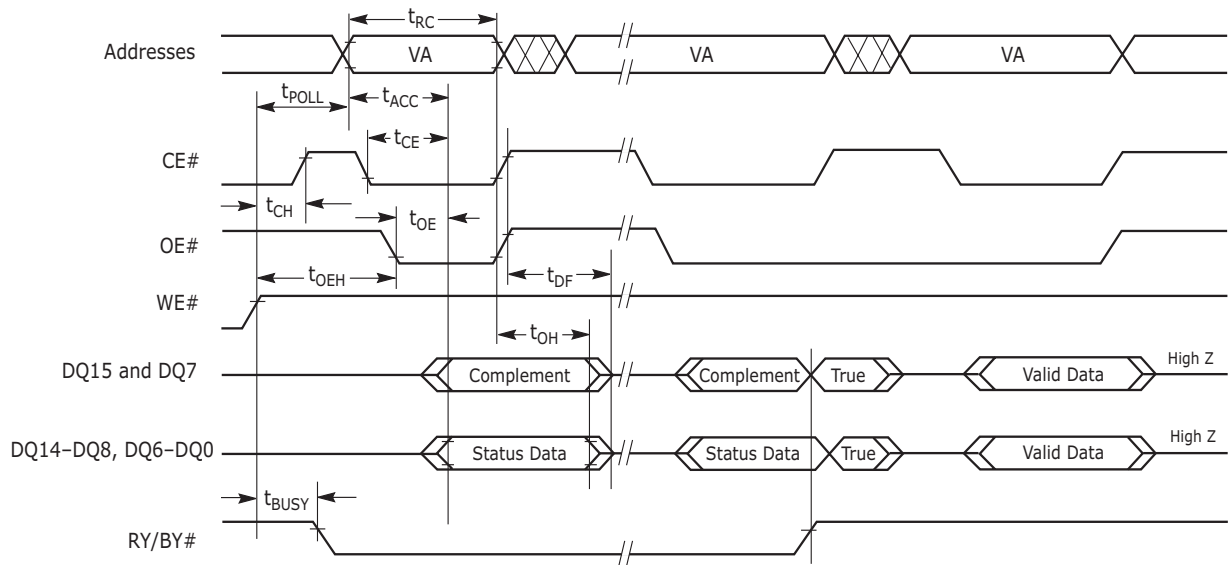 tRC
Addresses VA VA VA
tPOLL tACC
tCE
CE#
tCH tOE
OE#
tOEH tDF
WE#
tOH
DQ15 and DQ7 Complement Complement True Valid Data High Z
DQ14–DQ8, DQ6–DQ0 Status Data Status Data True Valid Data High Z
tBUSY
RY/BY#